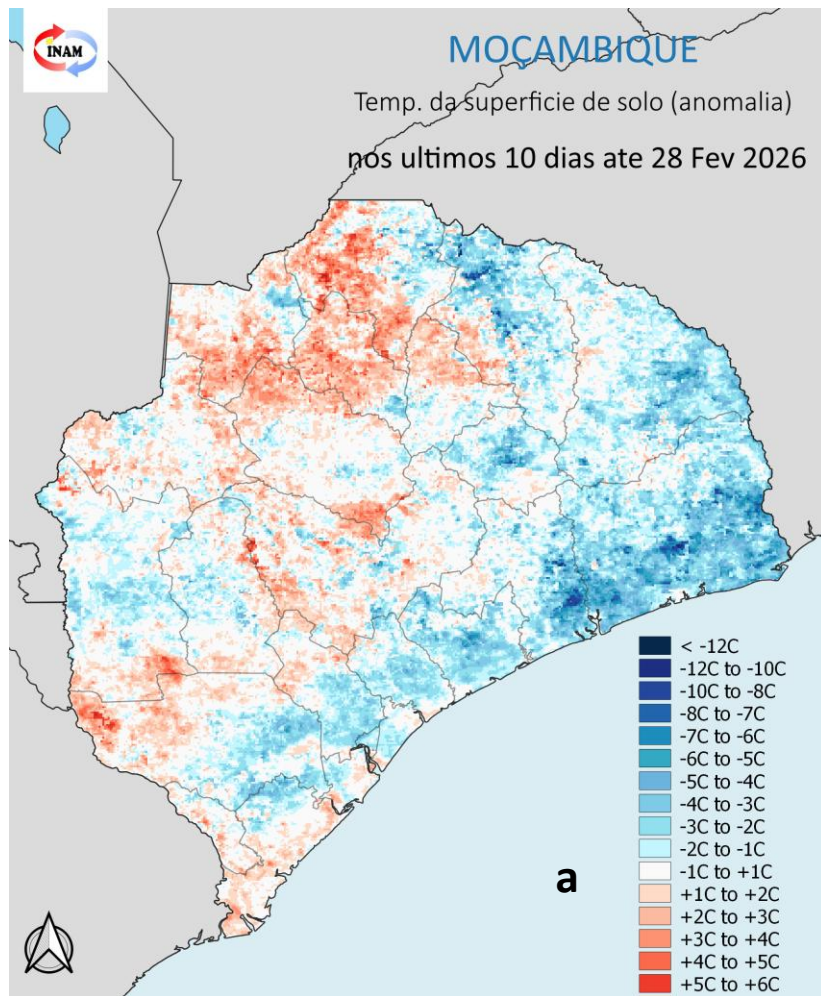 INAM
MOÇAMBIQUE
Temp. da superficie de solo (anomalia)
nos ultimos 10 dias ate 28 Fev 2026
< -12C
-12C to -10C
-10C to -8C
-8C to -7C
-7C to -6C
-6C to -5C
-5C to -4C
-4C to -3C
-3C to -2C
-2C to -1C
-1C to +1C
+1C to +2C
+2C to +3C
+3C to +4C
+4C to +5C
+5C to +6C
a